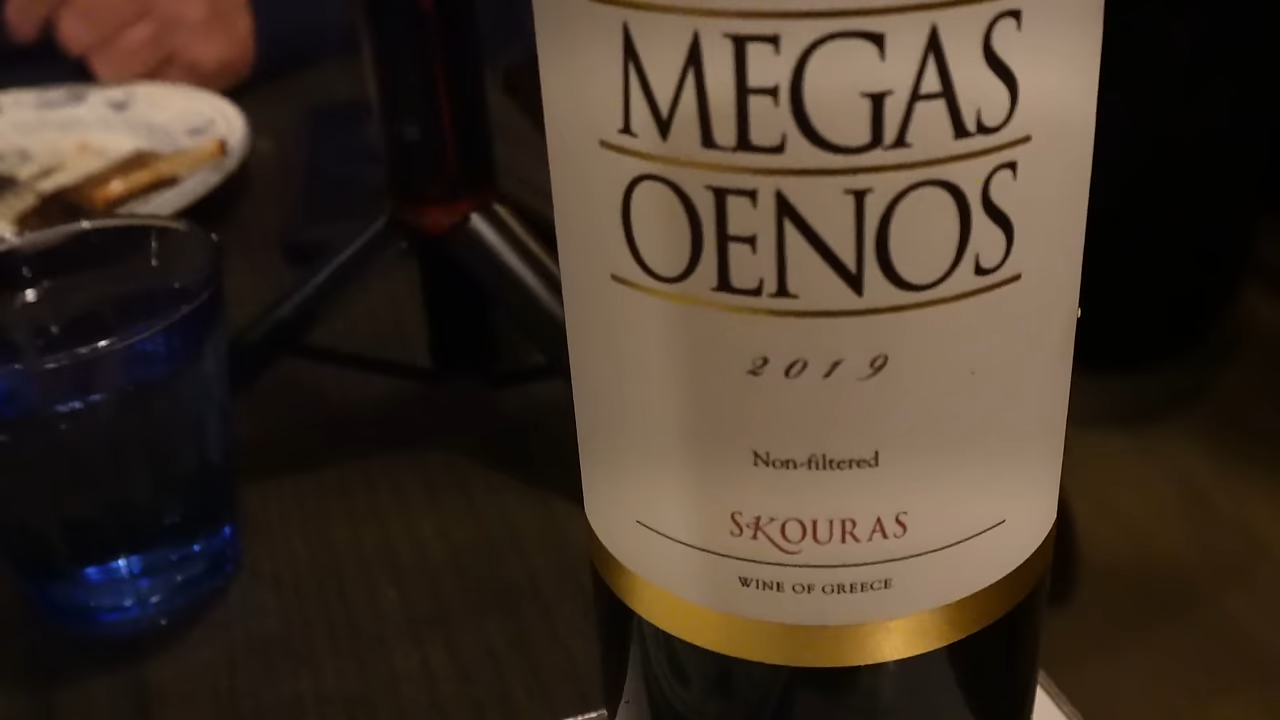 MEGAS
OENOS
2019
Non-filtered
SKOURAS
WINE OF GREECE